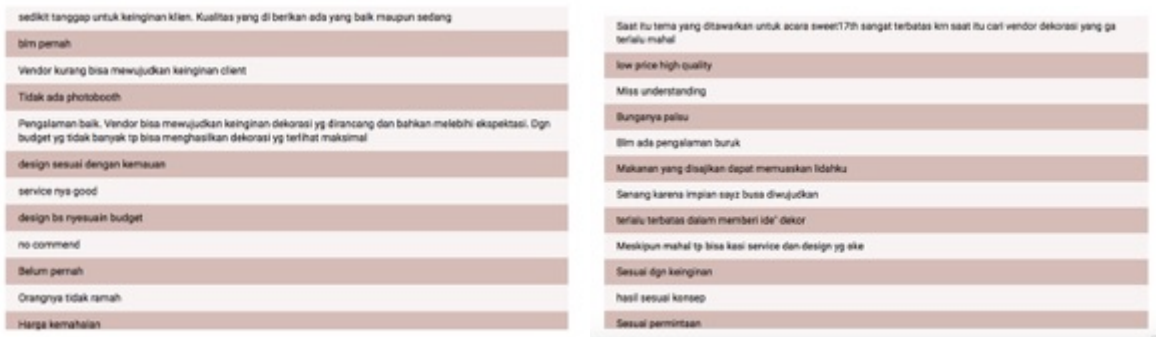 sedikit tanggap untuk keinginan klien. Kualitas yang di berikan ada yang baik maupun sedang
blm pernah
Vendor kurang bisa mewujudkan keinginan client
Tidak ada photobooth
Pengalaman baik. Vendor bisa mewujudkan keinginan dekorasi yg dirancang dan bahkan melebihi ekspektasi. Dgn
budget yg tidak banyak tp bisa menghasilkan dekorasi yg terlihat maksimal
design sesuai dengan kemauan
service nya good
design bs nyesuain budget
no commend
Belum pernah
Orangnya tidak ramah
Harga kemahalan
Saat itu tema yang ditawarkan untuk acara sweet17th sangat terbatas krn saat itu cari vendor dekorasi yang ga
terlalu mahal
low price high quality
Miss understanding
Bunganya palsu
Blm ada pengalaman buruk
Makanan yang disajikan dapat memuaskan lidahku
Senang karena impian sayz busa diwujudkan
terlalu terbatas dalam memberi ide" dekor
Meskipun mahal tp bisa kasi service dan design yg oke
Sesuai dgn keinginan
hasil sesuai konsep
Sesuai permintaan